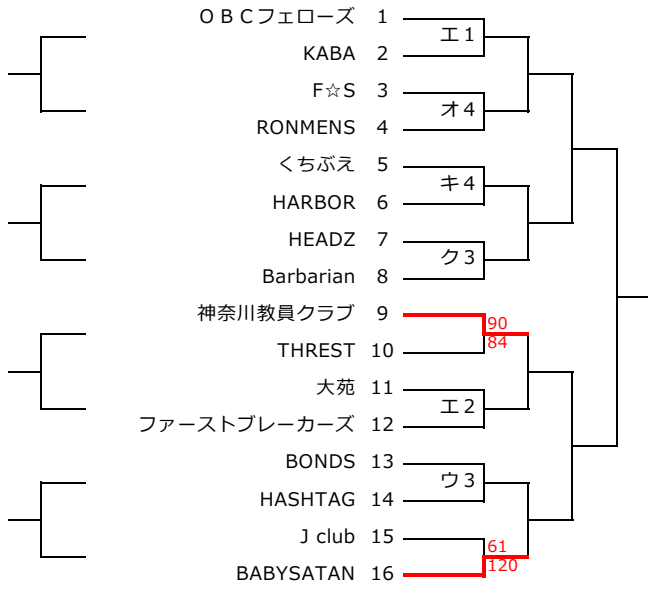 ＯＢＣフェローズ 1
エ1
KABA 2
F☆S 3
オ4
RONMENS 4
くちぶえ 5
キ4
HARBOR 6
HEADZ 7
ク3
Barbarian 8
神奈川教員クラブ 9
90
84
THREST 10
大苑 11
エ2
ファーストブレーカーズ 12
BONDS 13
ウ3
HASHTAG 14
J club 15
61
120
BABYSATAN 16